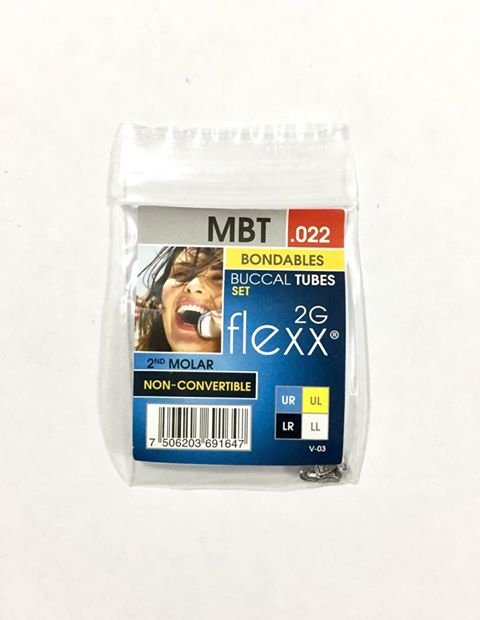 MBT .022
BONDABLES
BUCCAL TUBES
SET
2G
flexx®
2ND MOLAR
NON-CONVERTIBLE
UR UL
LR LL
7 506203 691647
V-03